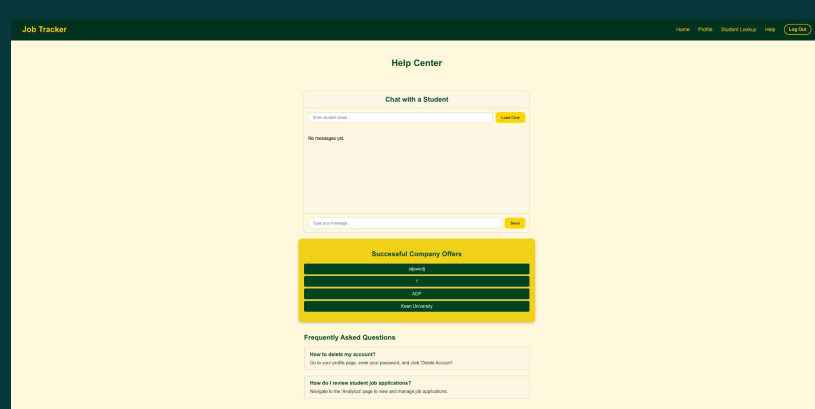 Job Tracker
Home Profile Student Lookup Help Log Out
Help Center
Chat with a Student
Enter student email... Load Chat
No messages yet.
Type your message... Send
Successful Company Offers
1
ADP
Kean University
Frequently Asked Questions
How to delete my account?
Go to your profile page, enter your password, and click 'Delete Account'.
How do I review student job applications?
Navigate to the 'Analytics' page to view and manage job applications.